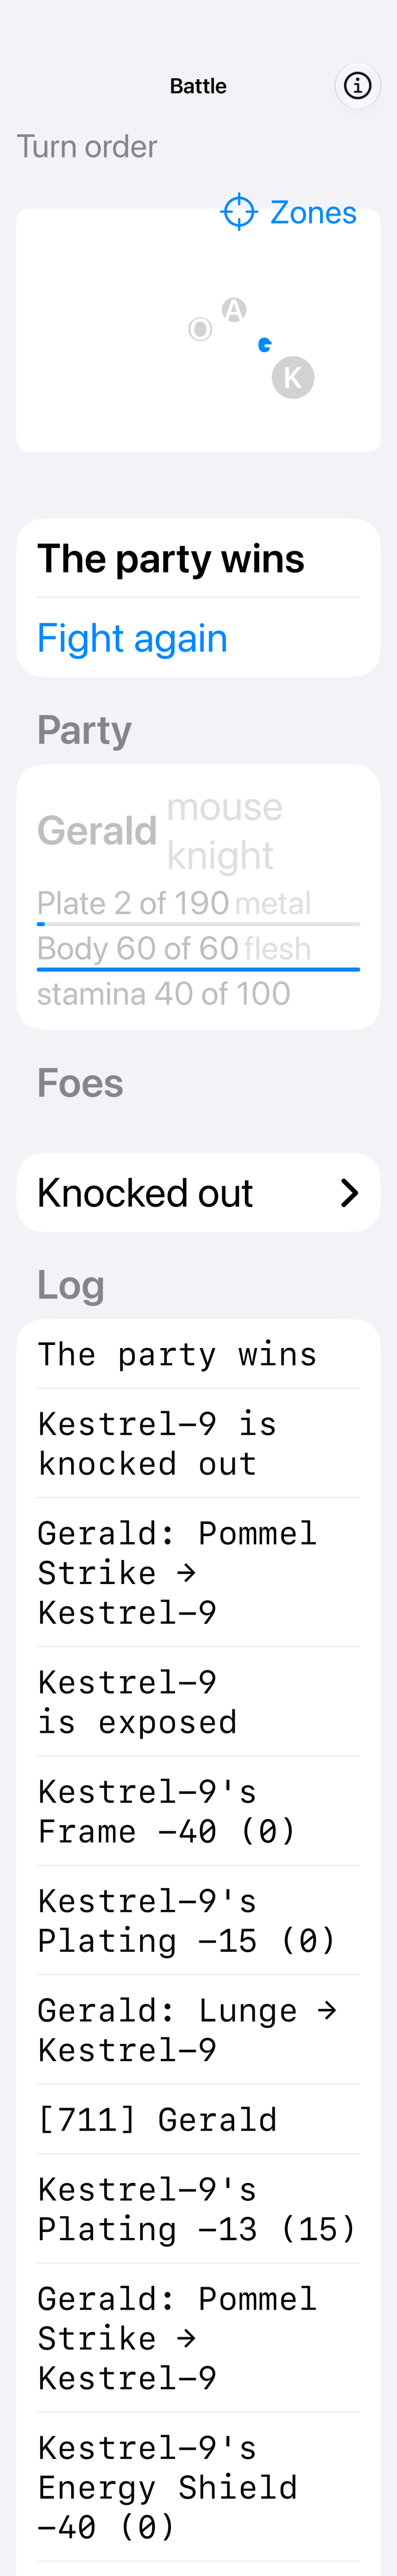 Battle
Turn order
Zones
O
A
G
K
The party wins
Fight again
Party
Gerald mouse
knight
Plate 2 of 190 metal
Body 60 of 60 flesh
stamina 40 of 100
Foes
Knocked out
Log
The party wins
Kestrel-9 is
knocked out
Gerald: Pommel
Strike →
Kestrel-9
Kestrel-9
is exposed
Kestrel-9's
Frame -40 (0)
Kestrel-9's
Plating -15 (0)
Gerald: Lunge →
Kestrel-9
[711] Gerald
Kestrel-9's
Plating -13 (15)
Gerald: Pommel
Strike →
Kestrel-9
Kestrel-9's
Energy Shield
-40 (0)